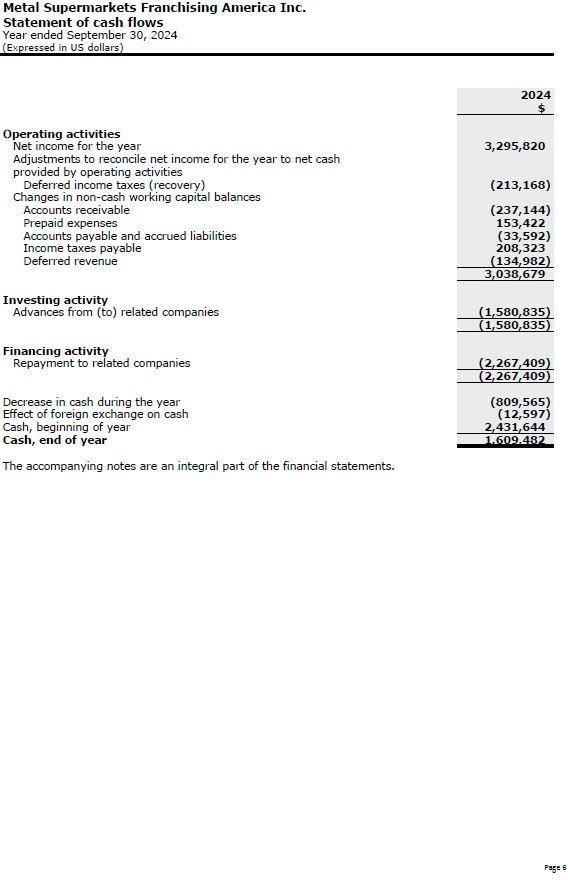 Metal Supermarkets Franchising America Inc.
Statement of cash flows
Year ended September 30, 2024
(Expressed in US dollars)
2024
$
Operating activities
Net income for the year 3,295,820
Adjustments to reconcile net income for the year to net cash
provided by operating activities
Deferred income taxes (recovery) (213,168)
Changes in non-cash working capital balances
Accounts receivable (237,144)
Prepaid expenses 153,422
Accounts payable and accrued liabilities (33,592)
Income taxes payable 208,323
Deferred revenue (134,982)
3,038,679
Investing activity
Advances from (to) related companies (1,580,835)
(1,580,835)
Financing activity
Repayment to related companies (2,267,409)
(2,267,409)
Decrease in cash during the year (809,565)
Effect of foreign exchange on cash (12,597)
Cash, beginning of year 2,431,644
Cash, end of year 1,609,482
The accompanying notes are an integral part of the financial statements.
Page 6